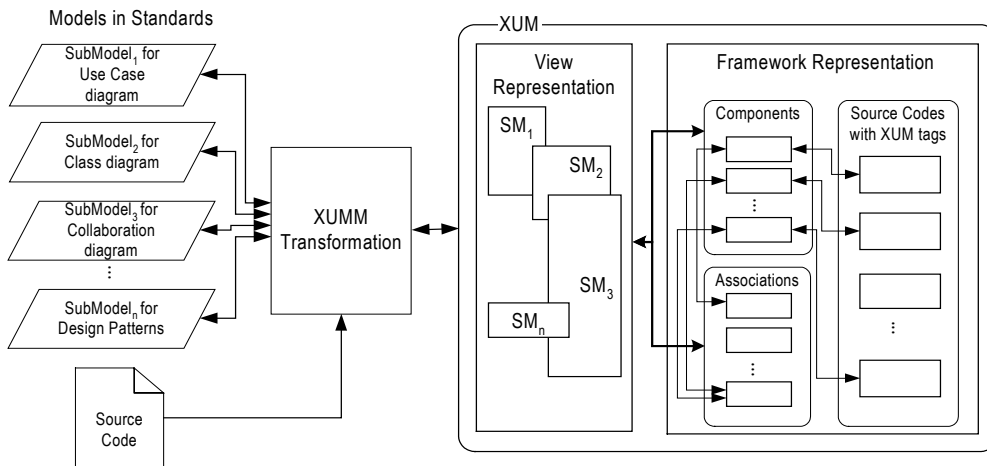 Models in Standards
SubModel1 for
Use Case
diagram
SubModel2 for
Class diagram
SubModel3 for
Collaboration
diagram
...
SubModeln for
Design Patterns
Source
Code
XUMM
Transformation
XUM
View
Representation
SM1
SM2
SM3
SMn
Framework Representation
Components
...
Associations
...
Source Codes
with XUM tags
...